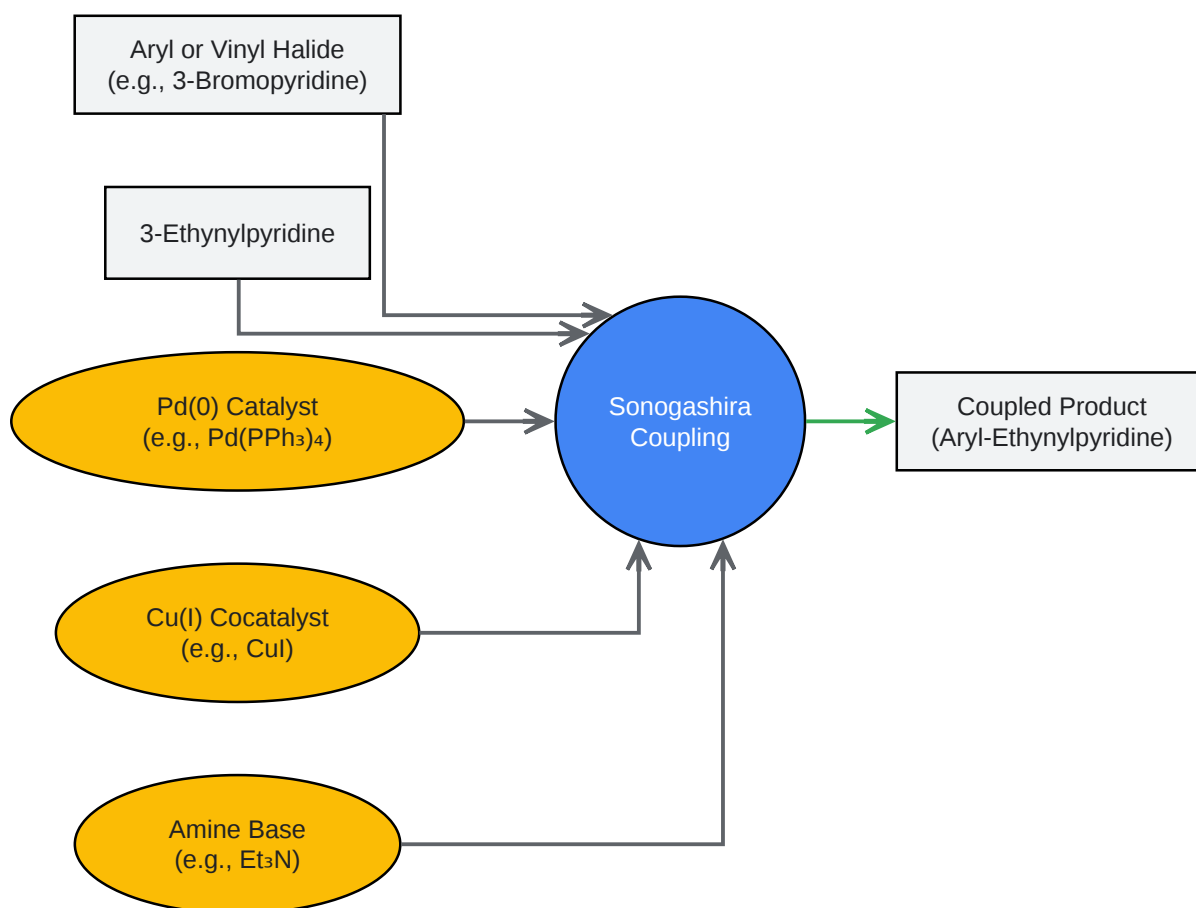 Aryl or Vinyl Halide
(e.g., 3-Bromopyridine)
3-Ethynylpyridine
Pd(0) Catalyst
(e.g., Pd(PPh₃)₄)
Sonogashira
Coupling
Coupled Product
(Aryl-Ethynylpyridine)
Cu(I) Cocatalyst
(e.g., CuI)
Amine Base
(e.g., Et₃N)